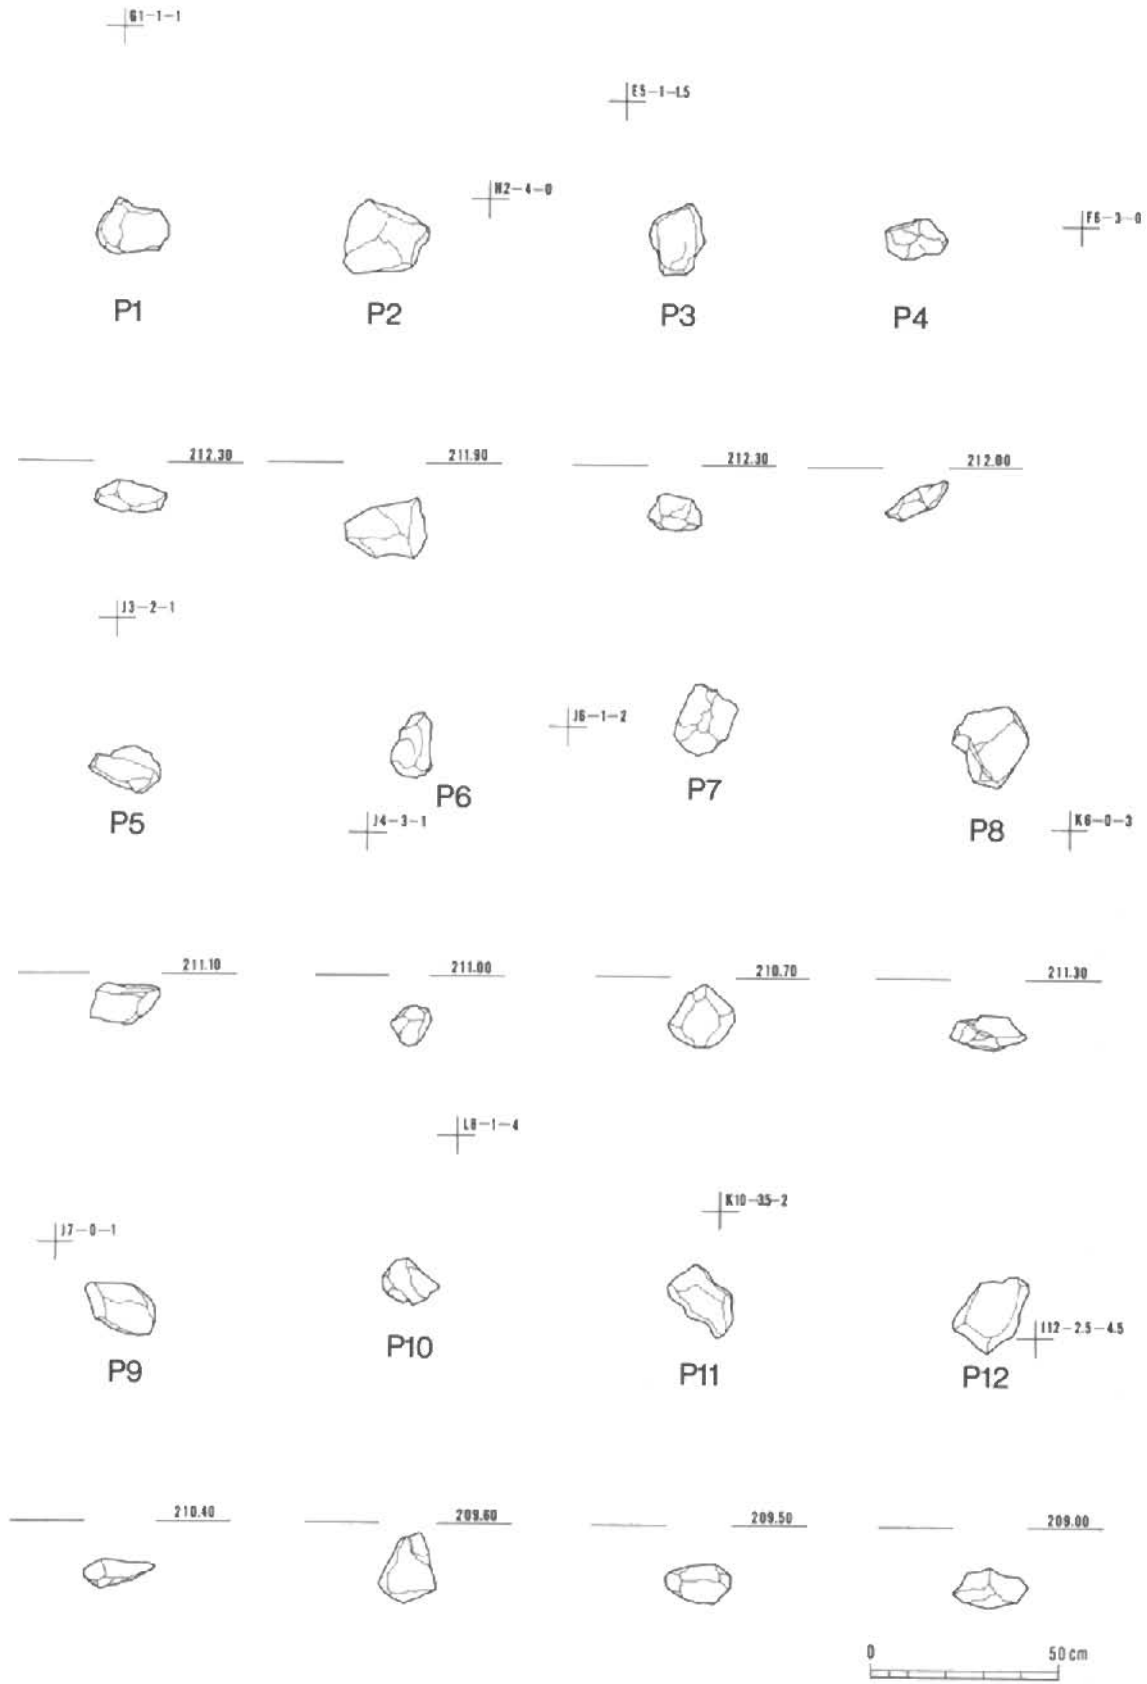 G1-1-1
E5-1-1.5
H2-4-0
F6-3-0
P1
P2
P3
P4
212.30
211.90
212.30
212.00
J3-2-1
J6-1-2
P5
P6
P7
P8
J4-3-1
K6-0-3
211.10
211.00
210.70
211.30
L8-1-4
K10-3.5-2
J7-0-1
I12-2.5-4.5
P9
P10
P11
P12
210.40
209.60
209.50
209.00
0 50cm